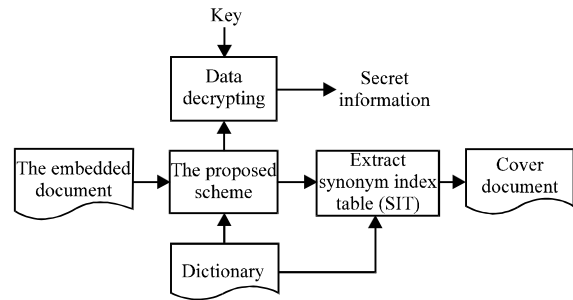 Key
Data
decrypting
Secret
information
The embedded
document
The proposed
scheme
Extract
synonym index
table (SIT)
Cover
document
Dictionary